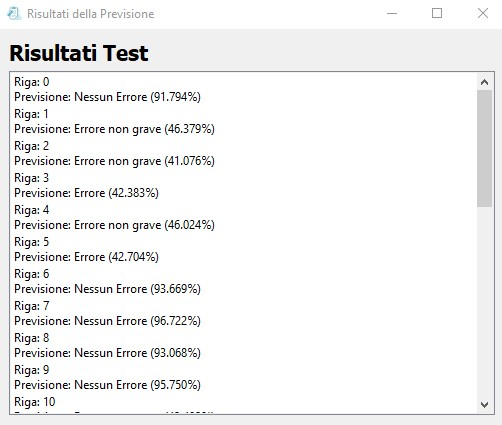 Risultati della Previsione
Risultati Test
Riga: 0
Previsione: Nessun Errore (91.794%)
Riga: 1
Previsione: Errore non grave (46.379%)
Riga: 2
Previsione: Errore non grave (41.076%)
Riga: 3
Previsione: Errore (42.383%)
Riga: 4
Previsione: Errore non grave (46.024%)
Riga: 5
Previsione: Errore (42.704%)
Riga: 6
Previsione: Nessun Errore (93.669%)
Riga: 7
Previsione: Nessun Errore (96.722%)
Riga: 8
Previsione: Nessun Errore (93.068%)
Riga: 9
Previsione: Nessun Errore (95.750%)
Riga: 10